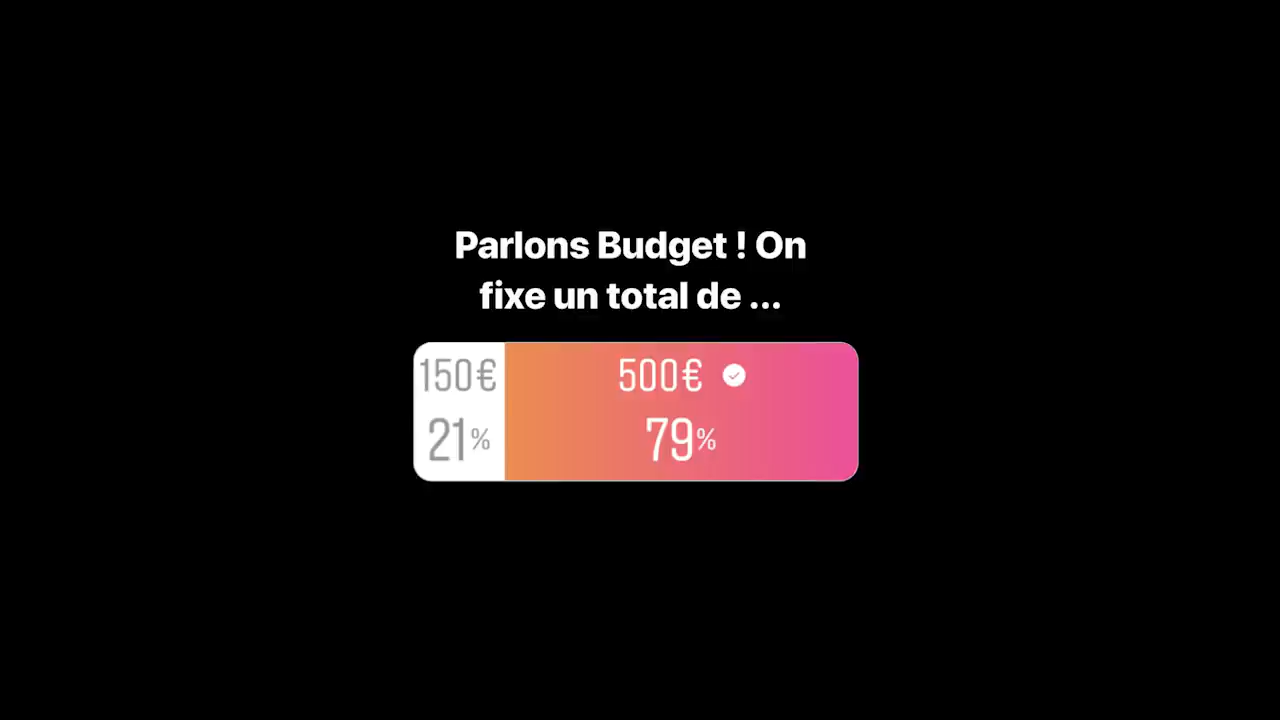 Parlons Budget ! On
fixe un total de ...
150€ 500€
21% 79%